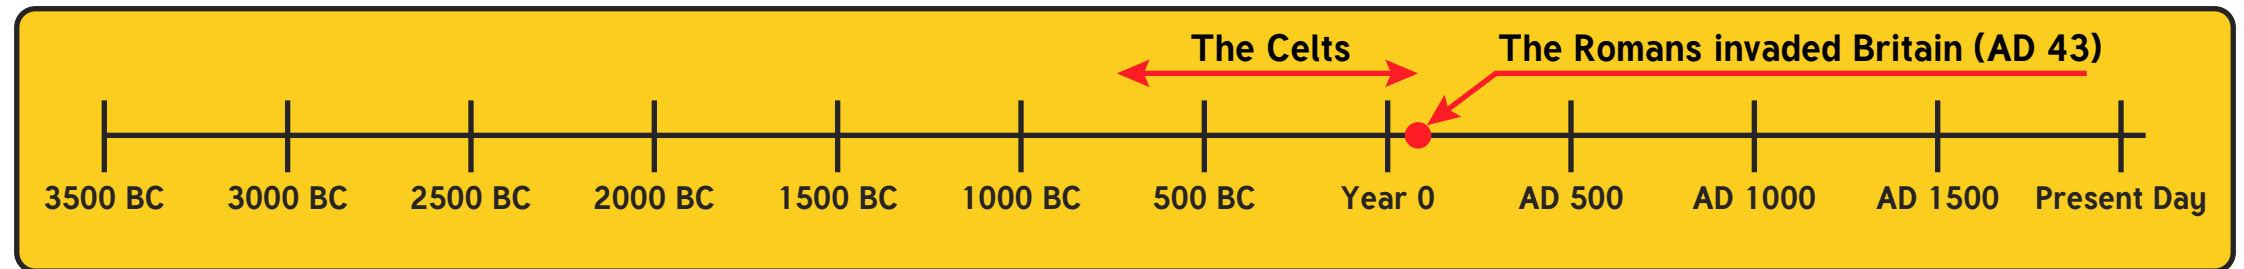 The Celts
The Romans invaded Britain (AD 43)
3500 BC
3000 BC
2500 BC
2000 BC
1500 BC
1000 BC
500 BC
Year 0
AD 500
AD 1000
AD 1500
Present Day